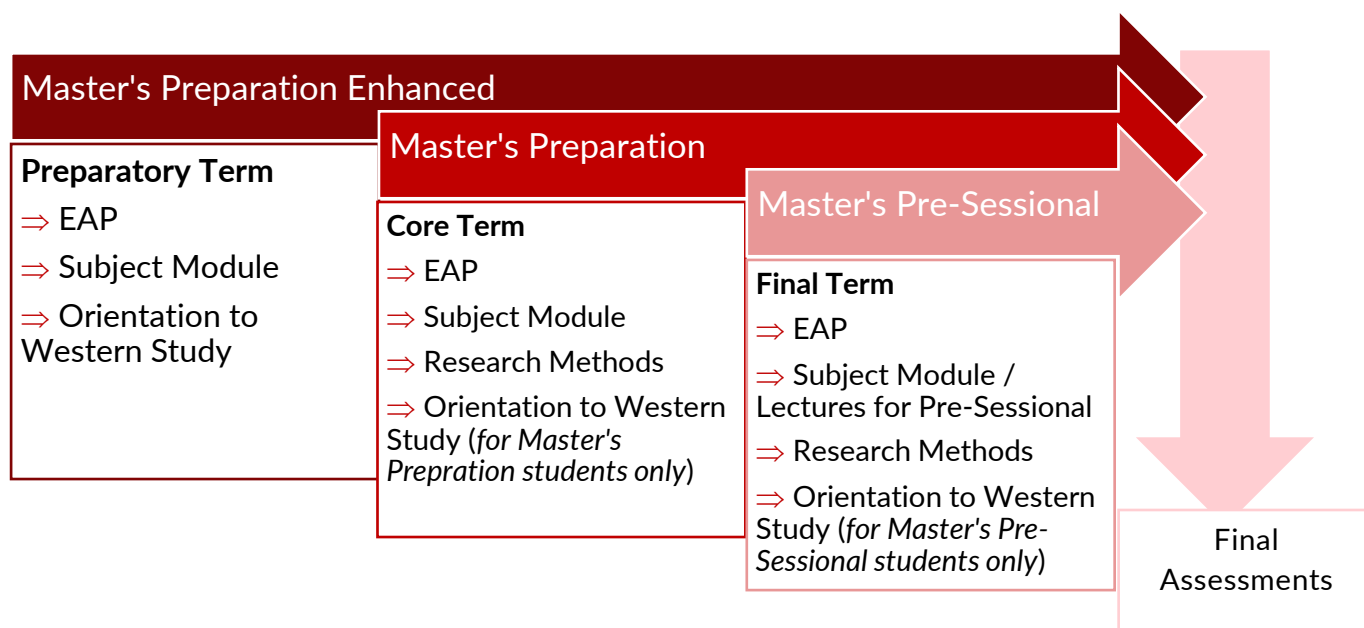 Master's Preparation Enhanced
Preparatory Term
⇒ EAP
⇒ Subject Module
⇒ Orientation to
Western Study
Master's Preparation
Core Term
⇒ EAP
⇒ Subject Module
⇒ Research Methods
⇒ Orientation to Western
Study (for Master's
Prepration students only)
Master's Pre-Sessional
Final Term
⇒ EAP
⇒ Subject Module /
Lectures for Pre-Sessional
⇒ Research Methods
⇒ Orientation to Western
Study (for Master's Pre-
Sessional students only)
Final
Assessments